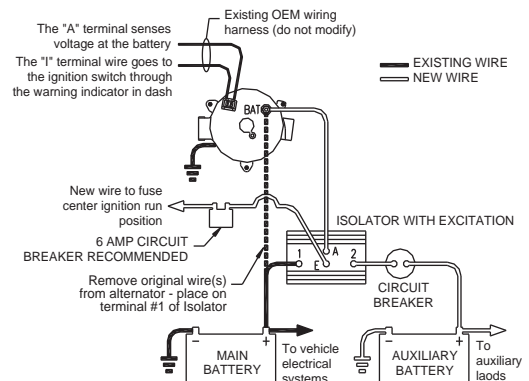 The "A" terminal senses
voltage at the battery
The "I" terminal wire goes to
the ignition switch through
the warning indicator in dash
Existing OEM wiring
harness (do not modify)
EXISTING WIRE
NEW WIRE
BAT
New wire to fuse
center ignition run
position
6 AMP CIRCUIT
BREAKER RECOMMENDED
ISOLATOR WITH EXCITATION
1
A
E
2
Remove original wire(s)
from alternator - place on
terminal #1 of Isolator
CIRCUIT
BREAKER
- +
MAIN
BATTERY
To vehicle
electrical
systems
- +
AUXILIARY
BATTERY
To
auxiliary
laods